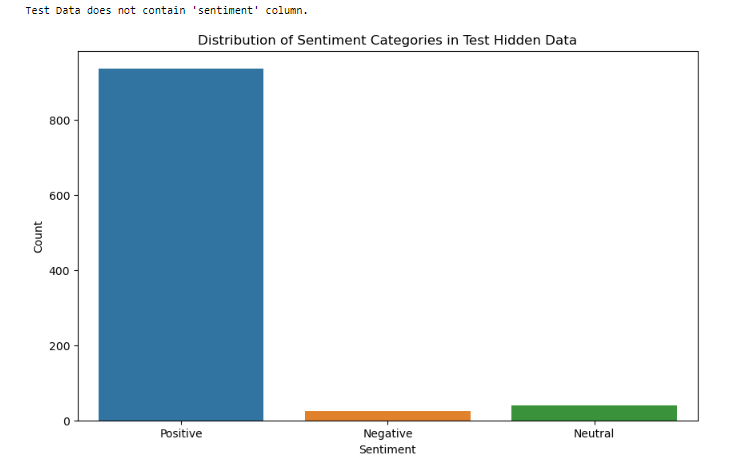 Test Data does not contain 'sentiment' column.
Distribution of Sentiment Categories in Test Hidden Data
800
600
400
200
0
Count
Positive
Negative
Neutral
Sentiment